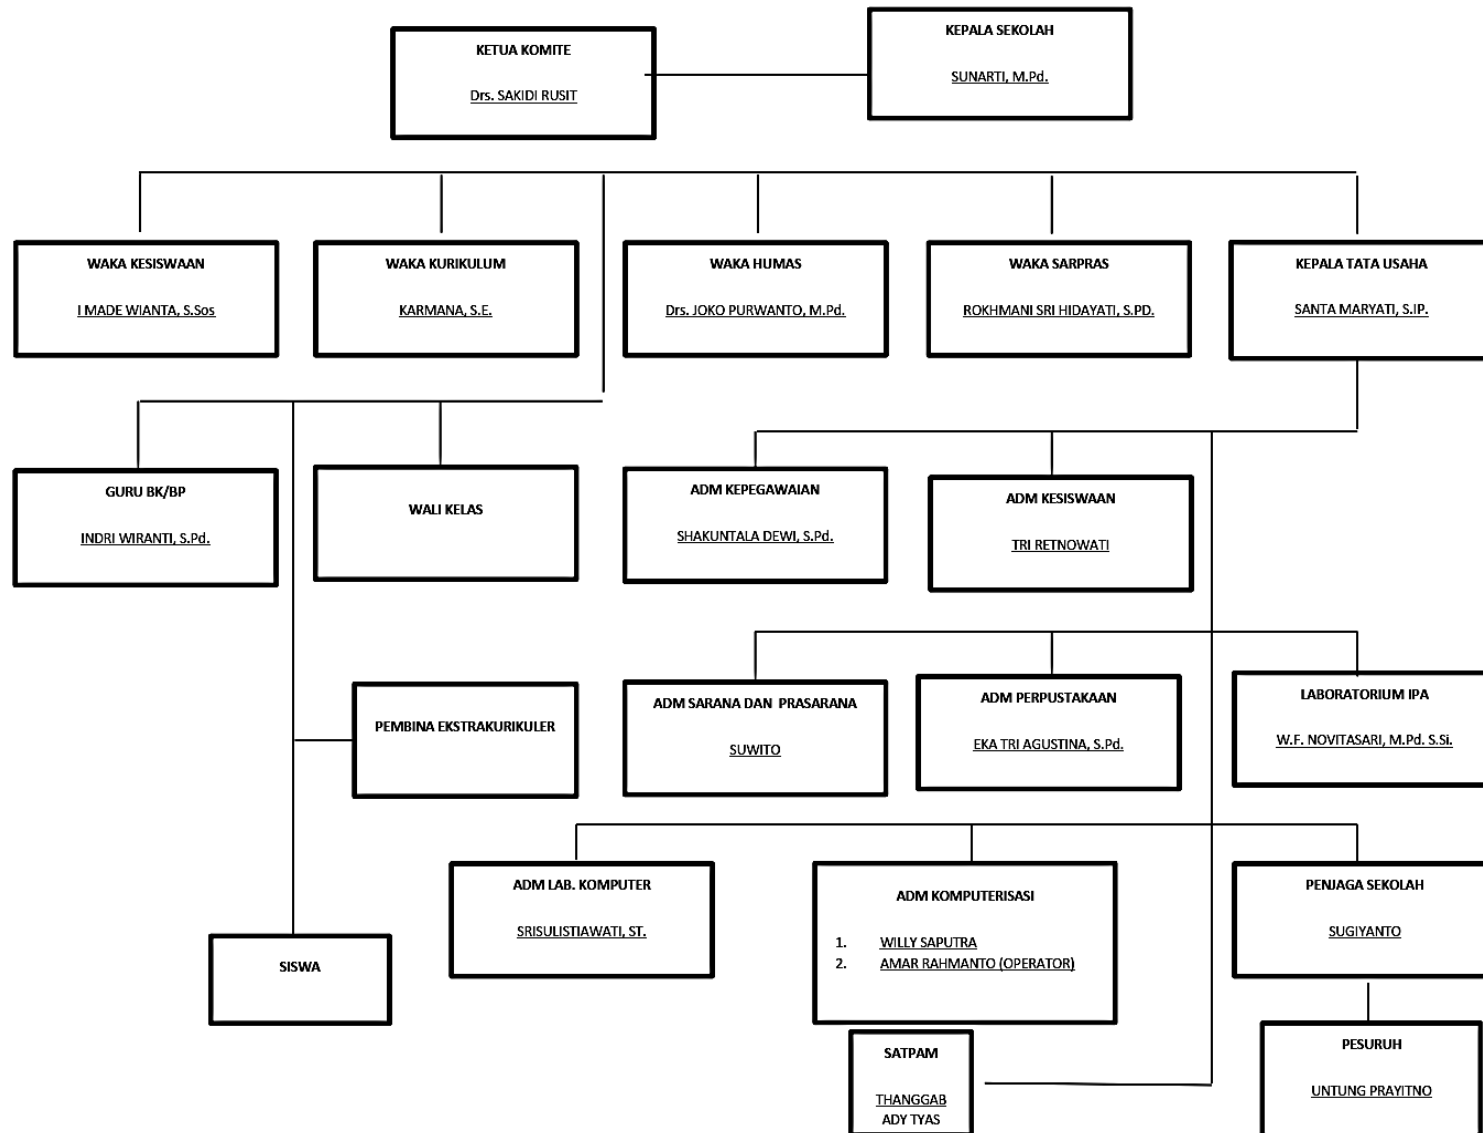 KETUA KOMITE
Drs. SAKIDI RUSIT
KEPALA SEKOLAH
SUNARTI, M.Pd.
WAKA KESISWAAN
I MADE WIANTA, S.Sos
WAKA KURIKULUM
KARMANA, S.E.
WAKA HUMAS
Drs. JOKO PURWANTO, M.Pd.
WAKA SARPRAS
ROKHMANI SRI HIDAYATI, S.PD.
KEPALA TATA USAHA
SANTA MARYATI, S.IP.
GURU BK/BP
INDRI WIRANTI, S.Pd.
WALI KELAS
ADM KEPEGAWAIAN
SHAKUNTALA DEWI, S.Pd.
ADM KESISWAAN
TRI RETNOWATI
PEMBINA EKSTRAKURIKULER
ADM SARANA DAN PRASARANA
SUWITO
ADM PERPUSTAKAAN
EKA TRI AGUSTINA, S.Pd.
LABORATORIUM IPA
W.F. NOVITASARI, M.Pd. S.Si.
ADM LAB. KOMPUTER
SRISULISTIAWATI, ST.
ADM KOMPUTERISASI
1. WILLY SAPUTRA
2. AMAR RAHMANTO (OPERATOR)
PENJAGA SEKOLAH
SUGIYANTO
SISWA
SATPAM
THANGGAB
ADY TYAS
PESURUH
UNTUNG PRAYITNO